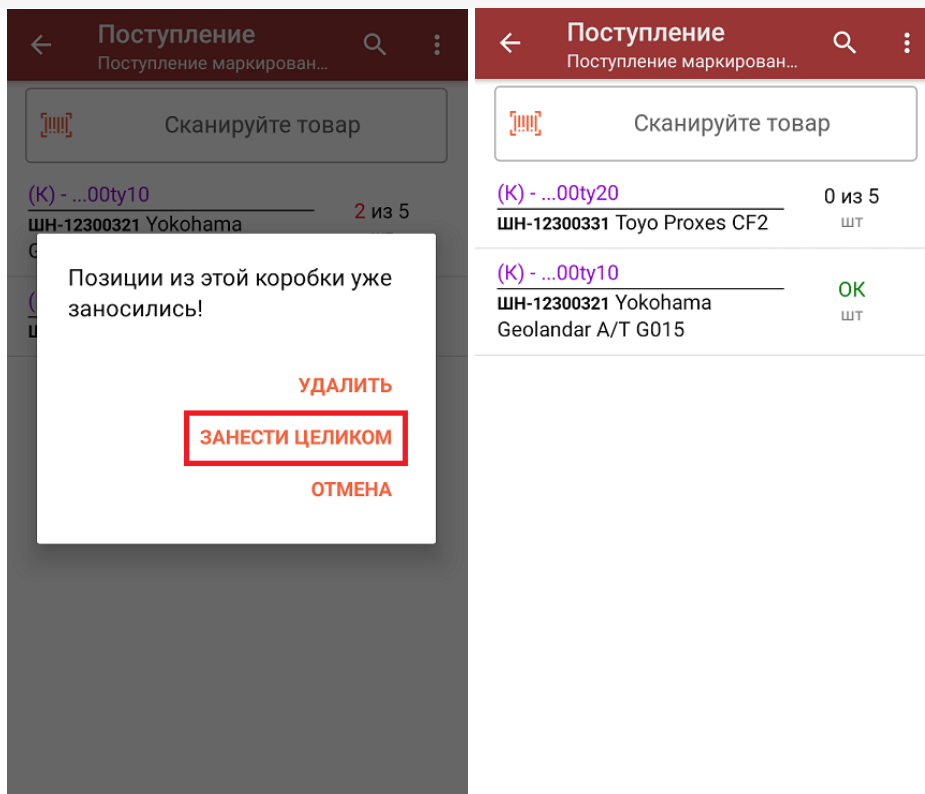 Поступление
Поступление маркирован...
Сканируйте товар
(К) - ...00ty10
2 из 5
ШН-12300321 Yokohama
Позиции из этой коробки уже
заносились!
УДАЛИТЬ
ЗАНЕСТИ ЦЕЛИКОМ
ОТМЕНА
Поступление
Поступление маркирован...
Сканируйте товар
(К) - ...00ty20
0 из 5
ШН-12300331 Toyo Proxes CF2
шт
(К) - ...00ty10
ОК
ШН-12300321 Yokohama
шт
Geolandar A/T G015